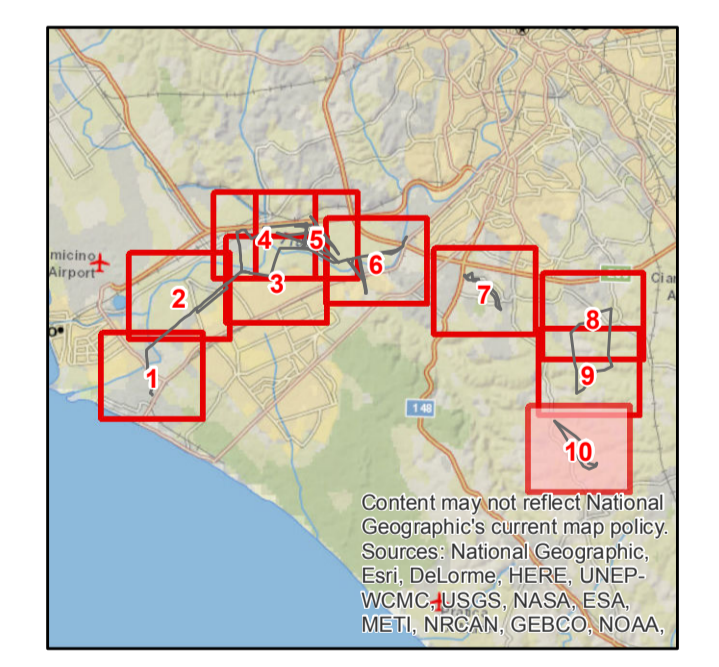 4
5
6
micino
Airport
3
7
Cia
A
2
8
1
9
148
10
Content may not reflect National
Geographic's current map policy.
Sources: National Geographic,
Esri, DeLorme, HERE, UNEP-
WCMC, USGS, NASA, ESA,
METI, NRCAN, GEBCO, NOAA,